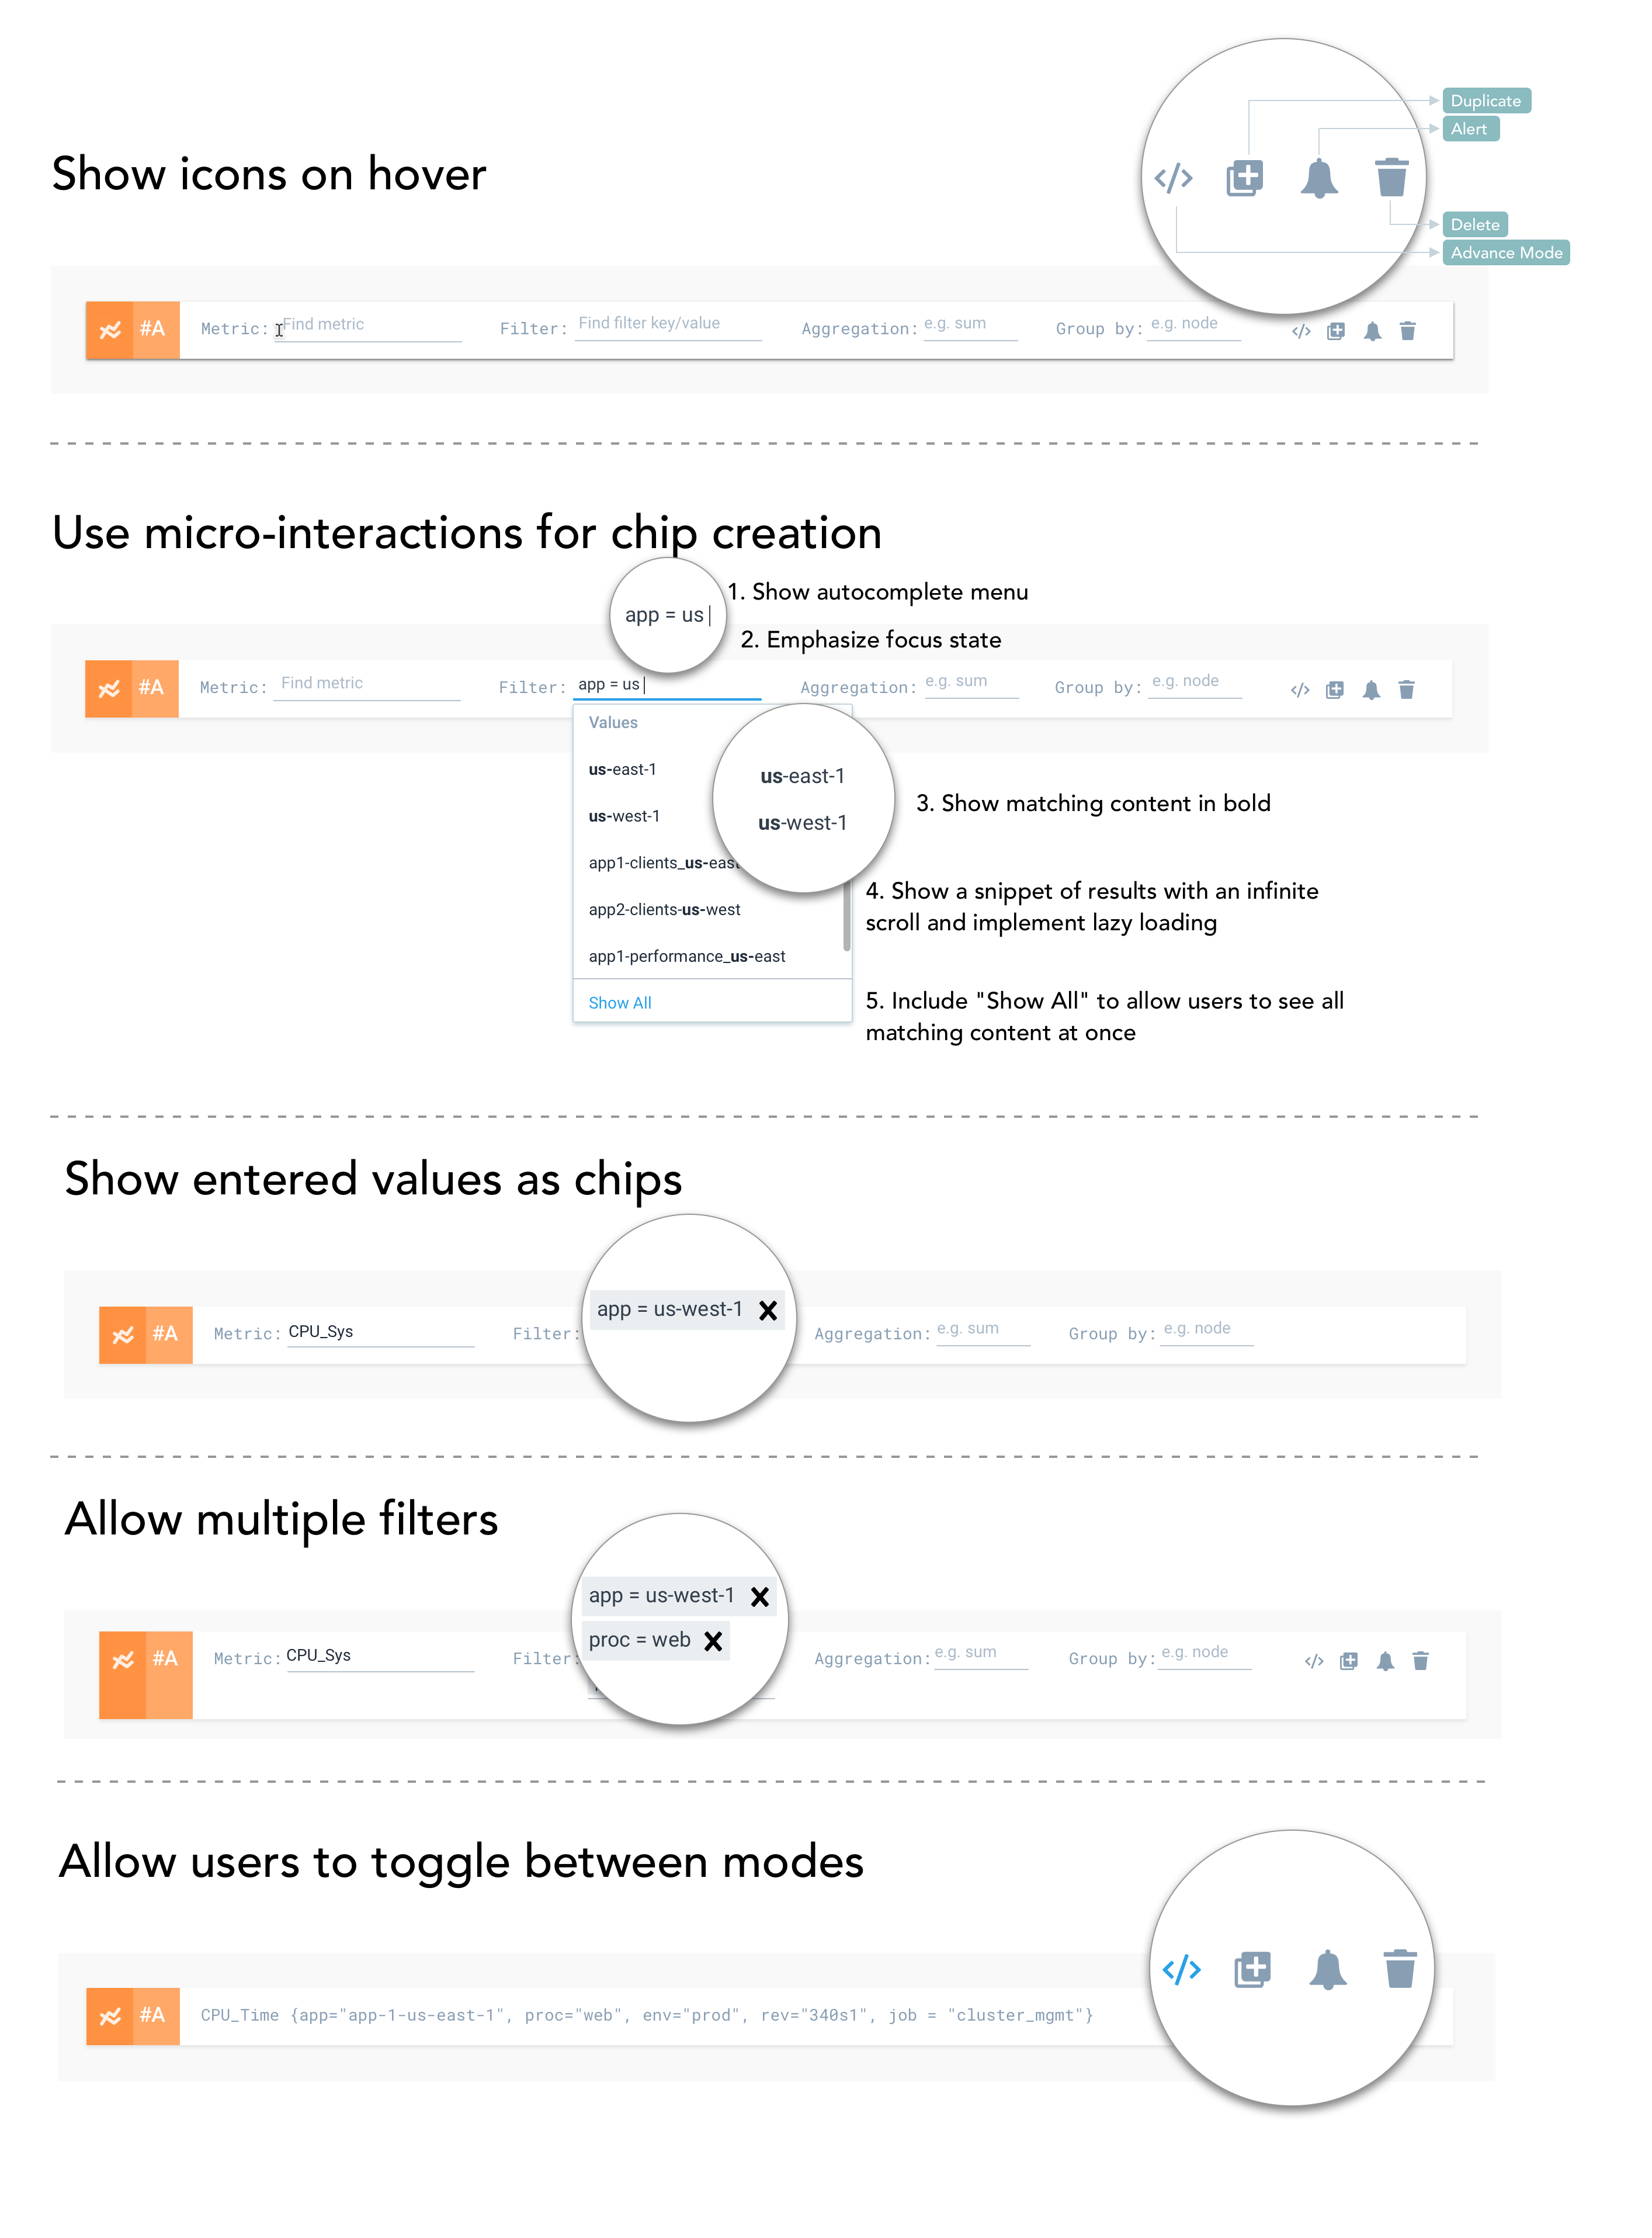 Duplicate
Alert
Show icons on hover
Delete
Advance Mode
#A Metric: Find metric Filter: Find filter key/value Aggregation: e.g. sum Group by: e.g. node </>
Use micro-interactions for chip creation
1. Show autocomplete menu
app = us
2. Emphasize focus state
#A Metric: Find metric Filter: app = us Aggregation: e.g. sum Group by: e.g. node </>
Values
us-east-1
us-east-1
us-west-1
us-west-1
3. Show matching content in bold
app1-clients_us-east
app2-clients-us-west
app1-performance_us-east
4. Show a snippet of results with an infinite
scroll and implement lazy loading
Show All
5. Include "Show All" to allow users to see all
matching content at once
Show entered values as chips
app = us-west-1
#A Metric: CPU_Sys Filter: Aggregation: e.g. sum Group by: e.g. node
Allow multiple filters
app = us-west-1
proc = web
#A Metric: CPU_Sys Filter: Aggregation: e.g. sum Group by: e.g. node </>
Allow users to toggle between modes
</>
#A CPU_Time {app="app-1-us-east-1", proc="web", env="prod", rev="340s1", job = "cluster_mgmt"}